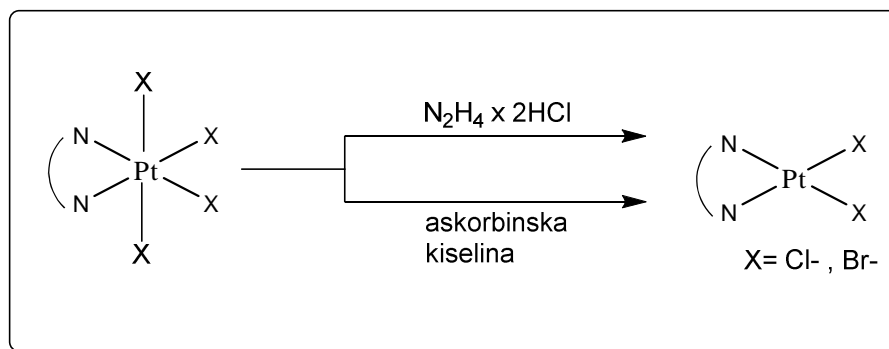 X
N
X
Pt
N
X
X
N₂H₄ x 2HCl
askorbinska
kiselina
N
X
Pt
N
X
X= Cl- , Br-